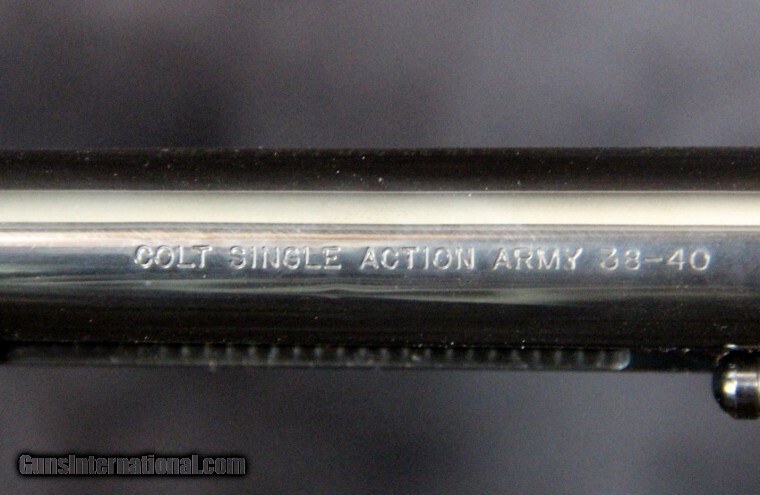 COLT SINGLE ACTION ARMY 38-40
GunsInternational.com